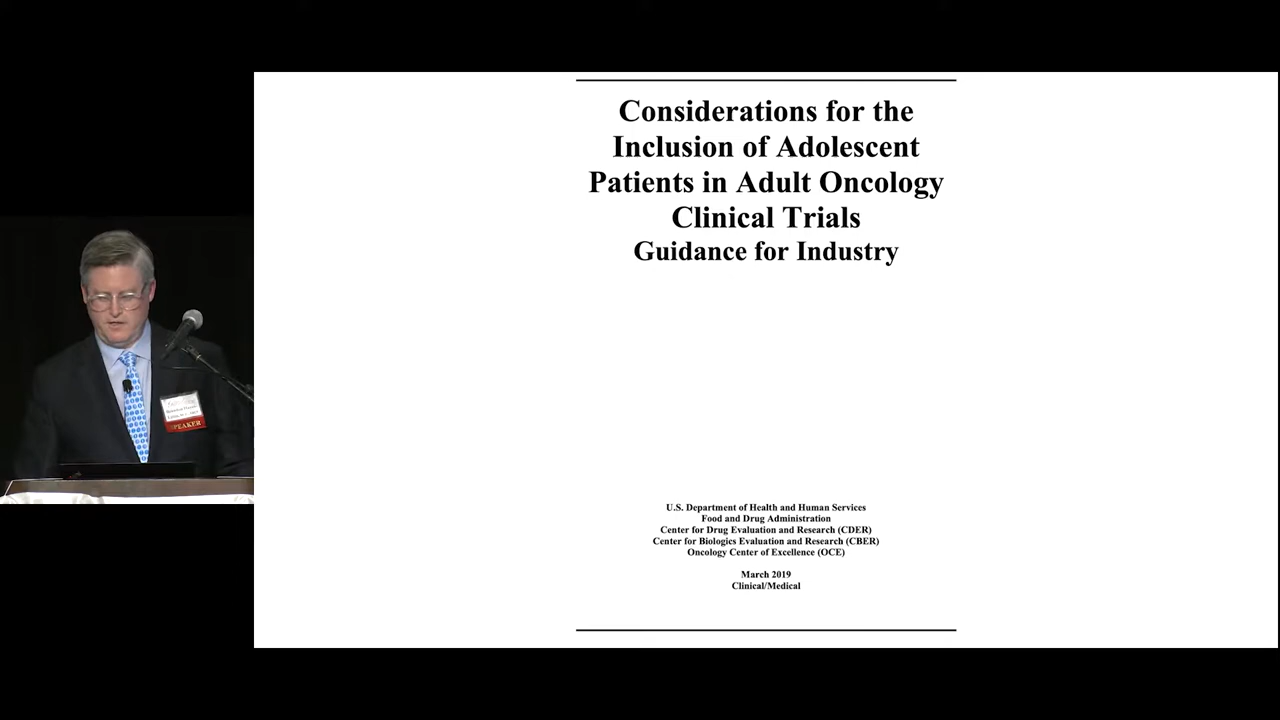 Considerations for the
Inclusion of Adolescent
Patients in Adult Oncology
Clinical Trials
Guidance for Industry
U.S. Department of Health and Human Services
Food and Drug Administration
Center for Drug Evaluation and Research (CDER)
Center for Biologics Evaluation and Research (CBER)
Oncology Center of Excellence (OCE)
March 2019
Clinical/Medical
SPEAKER